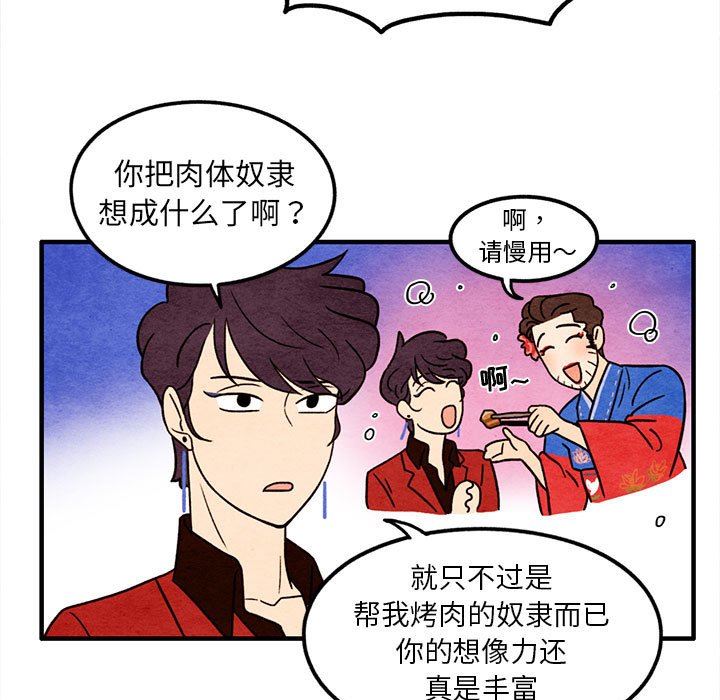 你把肉体奴隶
想成什么了啊？
啊，
请慢用～
啊～
就只不过是
帮我烤肉的奴隶而已
你的想像力还
真是丰富